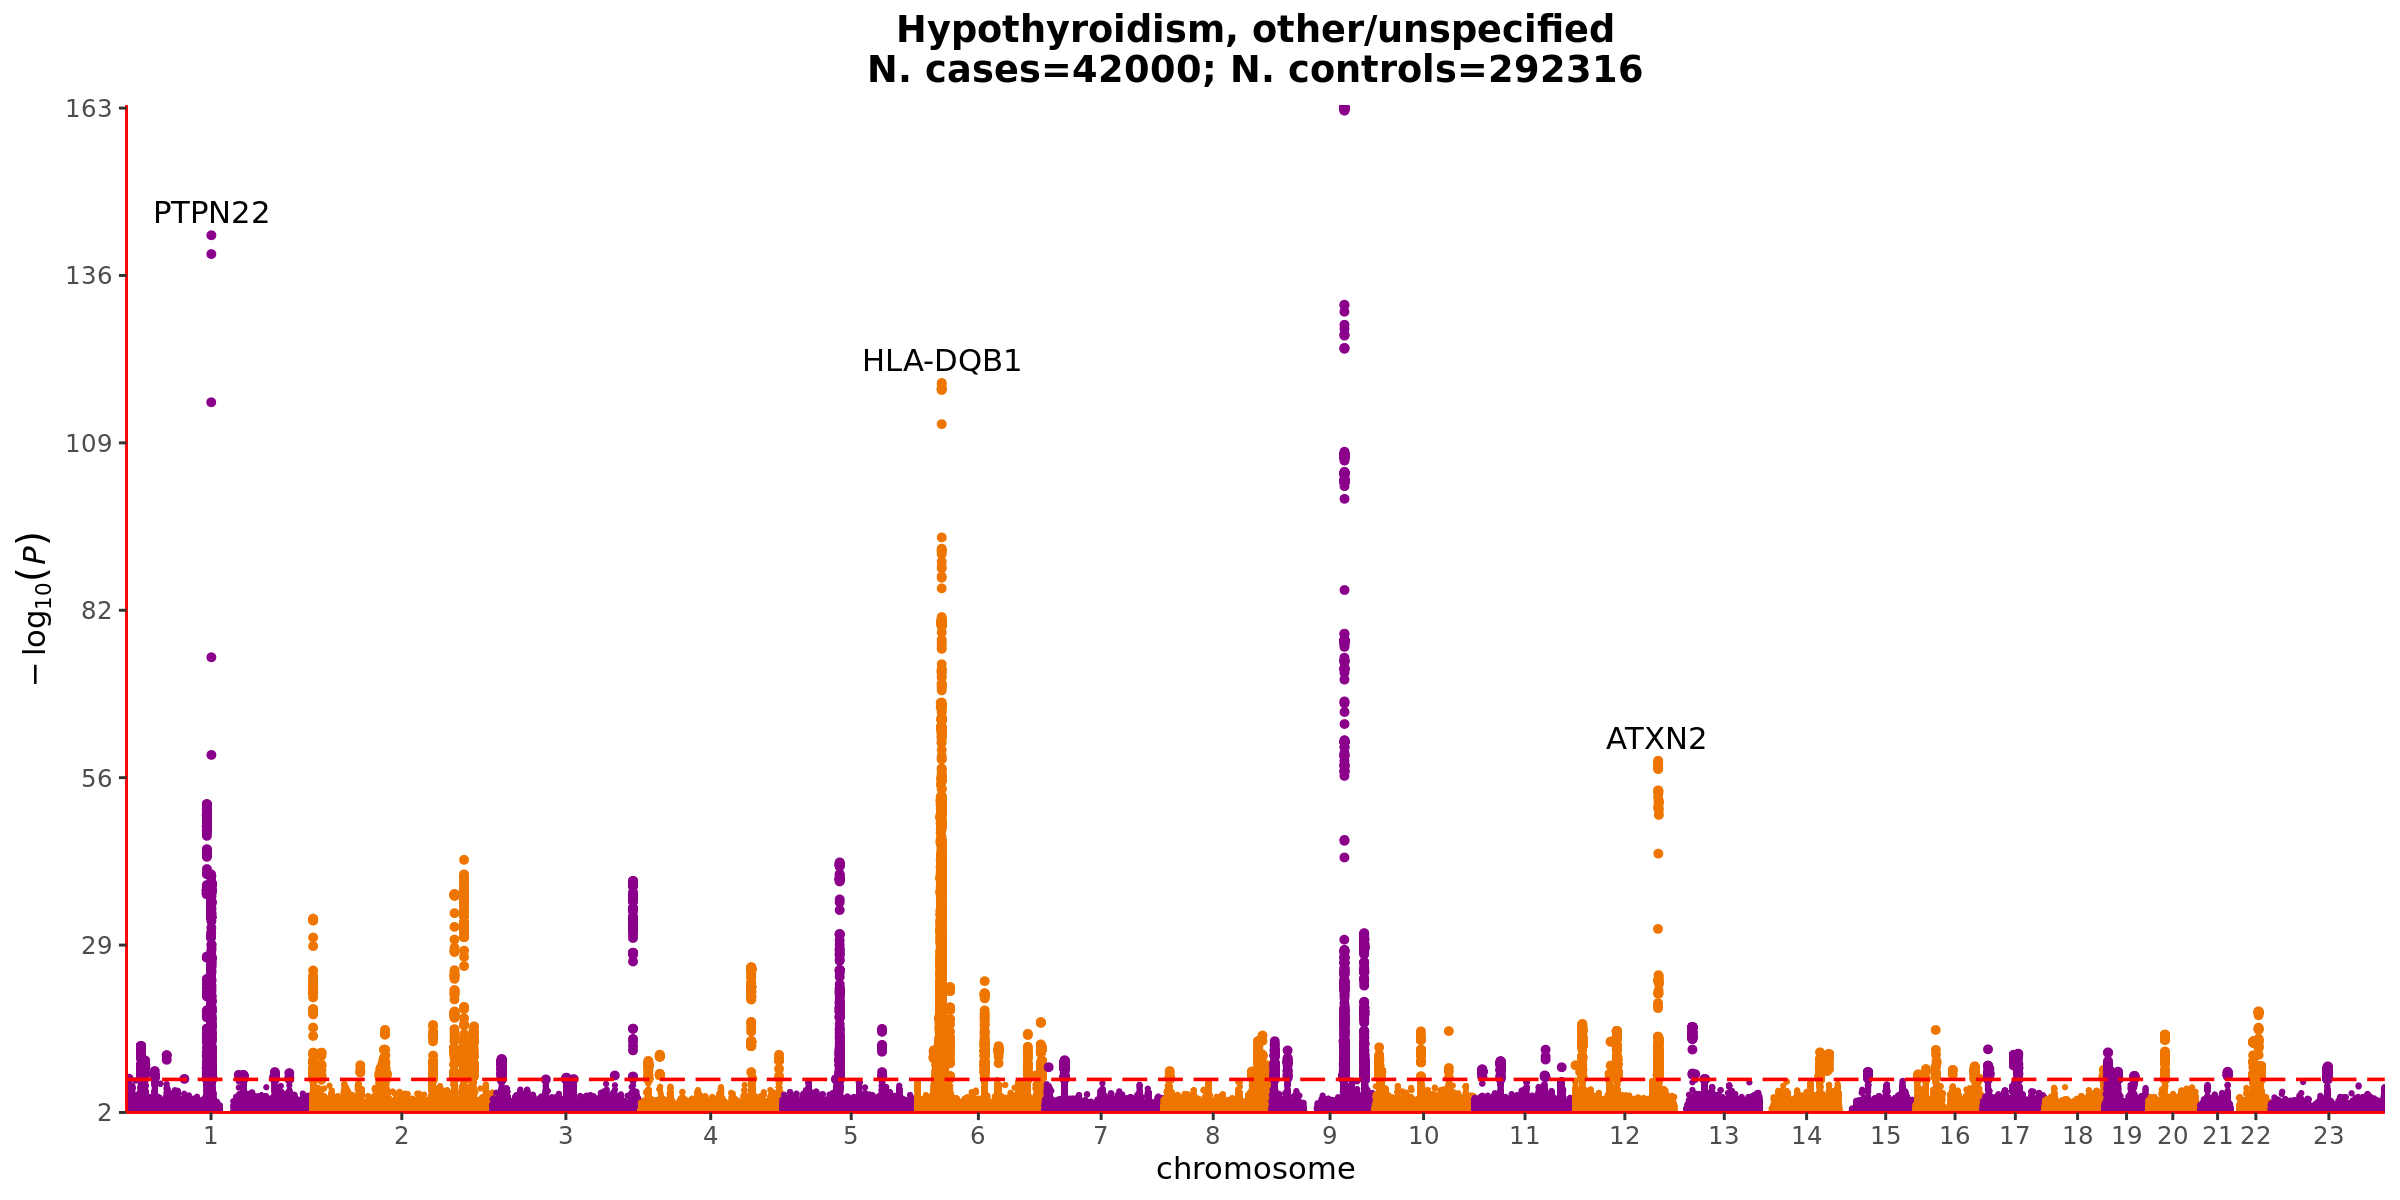 Hypothyroidism, other/unspecified
N. cases=42000; N. controls=292316
163
136
109
82
56
29
2
−log10(P)
PTPN22
HLA-DQB1
ATXN2
1 2 3 4 5 6 7 8 9 10 11 12 13 14 15 16 17 18 19 20 21 22 23
chromosome